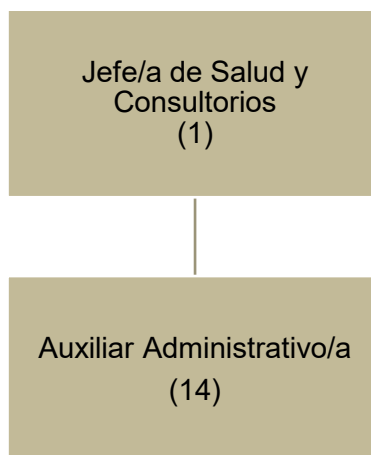 Jefe/a de Salud y
Consultorios
(1)
Auxiliar Administrativo/a
(14)